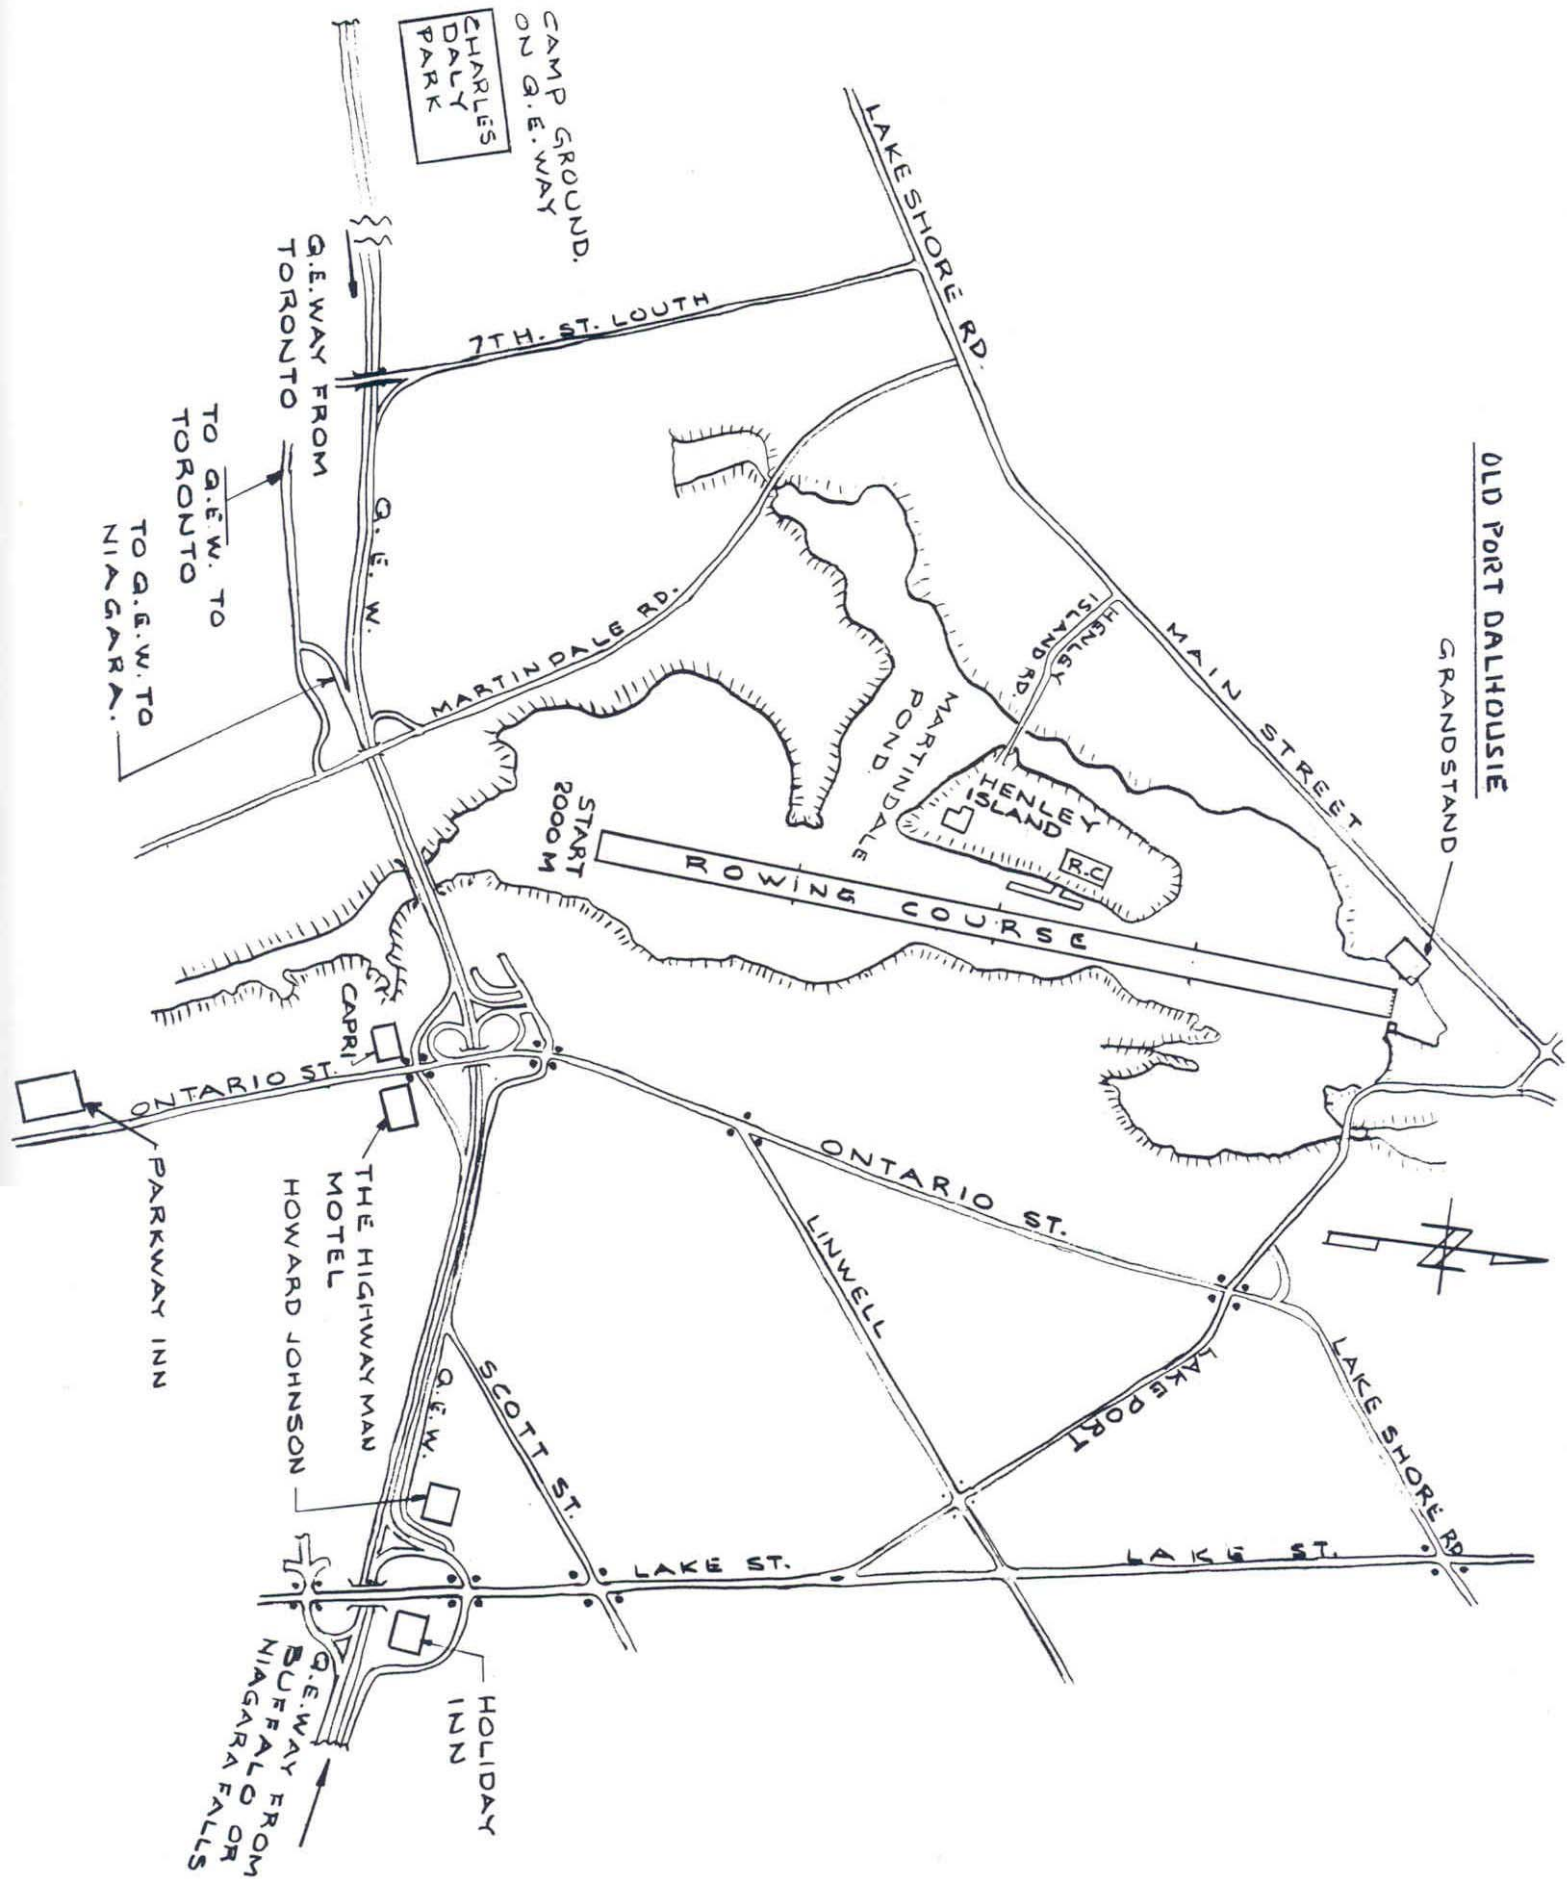 OLD PORT DALHOUSIE
GRANDSTAND
LAKESHORE RD.
MAIN STREET
HENLEY
ISLAND RD.
CAMP GROUND.
ON Q.E.WAY
CHARLES
DALY
PARK
7TH. ST. LOUTH
MARTINDALE
POND.
HENLEY
ISLAND
R.C
ROWING COURSE
START
2000 M
MARTINDALE RD.
Q.E.WAY FROM
TORONTO
Q.E.W.
TO Q.E.W. TO
TORONTO
TO Q.E.W. TO
NIAGARA.
CAPRI
ONTARIO ST.
PARKWAY INN
THE HIGHWAY MAN
MOTEL
HOWARD JOHNSON
ONTARIO ST.
LINWELL
LAKEPORT
LAKE SHORE RD
N
SCOTT ST.
Q.E.W.
LAKE ST.
LAKE ST.
HOLIDAY
INN
Q.E.WAY FROM
BUFFALO OR
NIAGARA FALLS